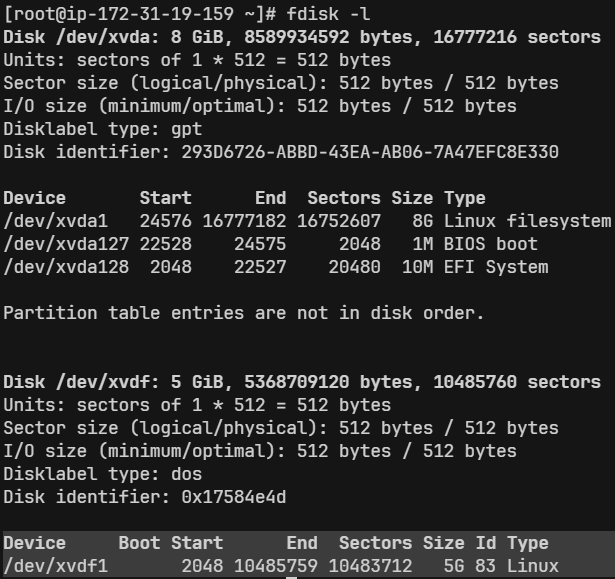 [root@ip-172-31-19-159 ~]# fdisk -l
Disk /dev/xvda: 8 GiB, 8589934592 bytes, 16777216 sectors
Units: sectors of 1 * 512 = 512 bytes
Sector size (logical/physical): 512 bytes / 512 bytes
I/O size (minimum/optimal): 512 bytes / 512 bytes
Disklabel type: gpt
Disk identifier: 293D6726-ABBD-43EA-AB06-7A47EFC8E330
Device       Start      End  Sectors Size Type
/dev/xvda1   24576 16777182 16752607   8G Linux filesystem
/dev/xvda127 22528    24575     2048   1M BIOS boot
/dev/xvda128  2048    22527    20480  10M EFI System
Partition table entries are not in disk order.
Disk /dev/xvdf: 5 GiB, 5368709120 bytes, 10485760 sectors
Units: sectors of 1 * 512 = 512 bytes
Sector size (logical/physical): 512 bytes / 512 bytes
I/O size (minimum/optimal): 512 bytes / 512 bytes
Disklabel type: dos
Disk identifier: 0x17584e4d
Device     Boot Start      End  Sectors Size Id Type
/dev/xvdf1       2048 10485759 10483712   5G 83 Linux